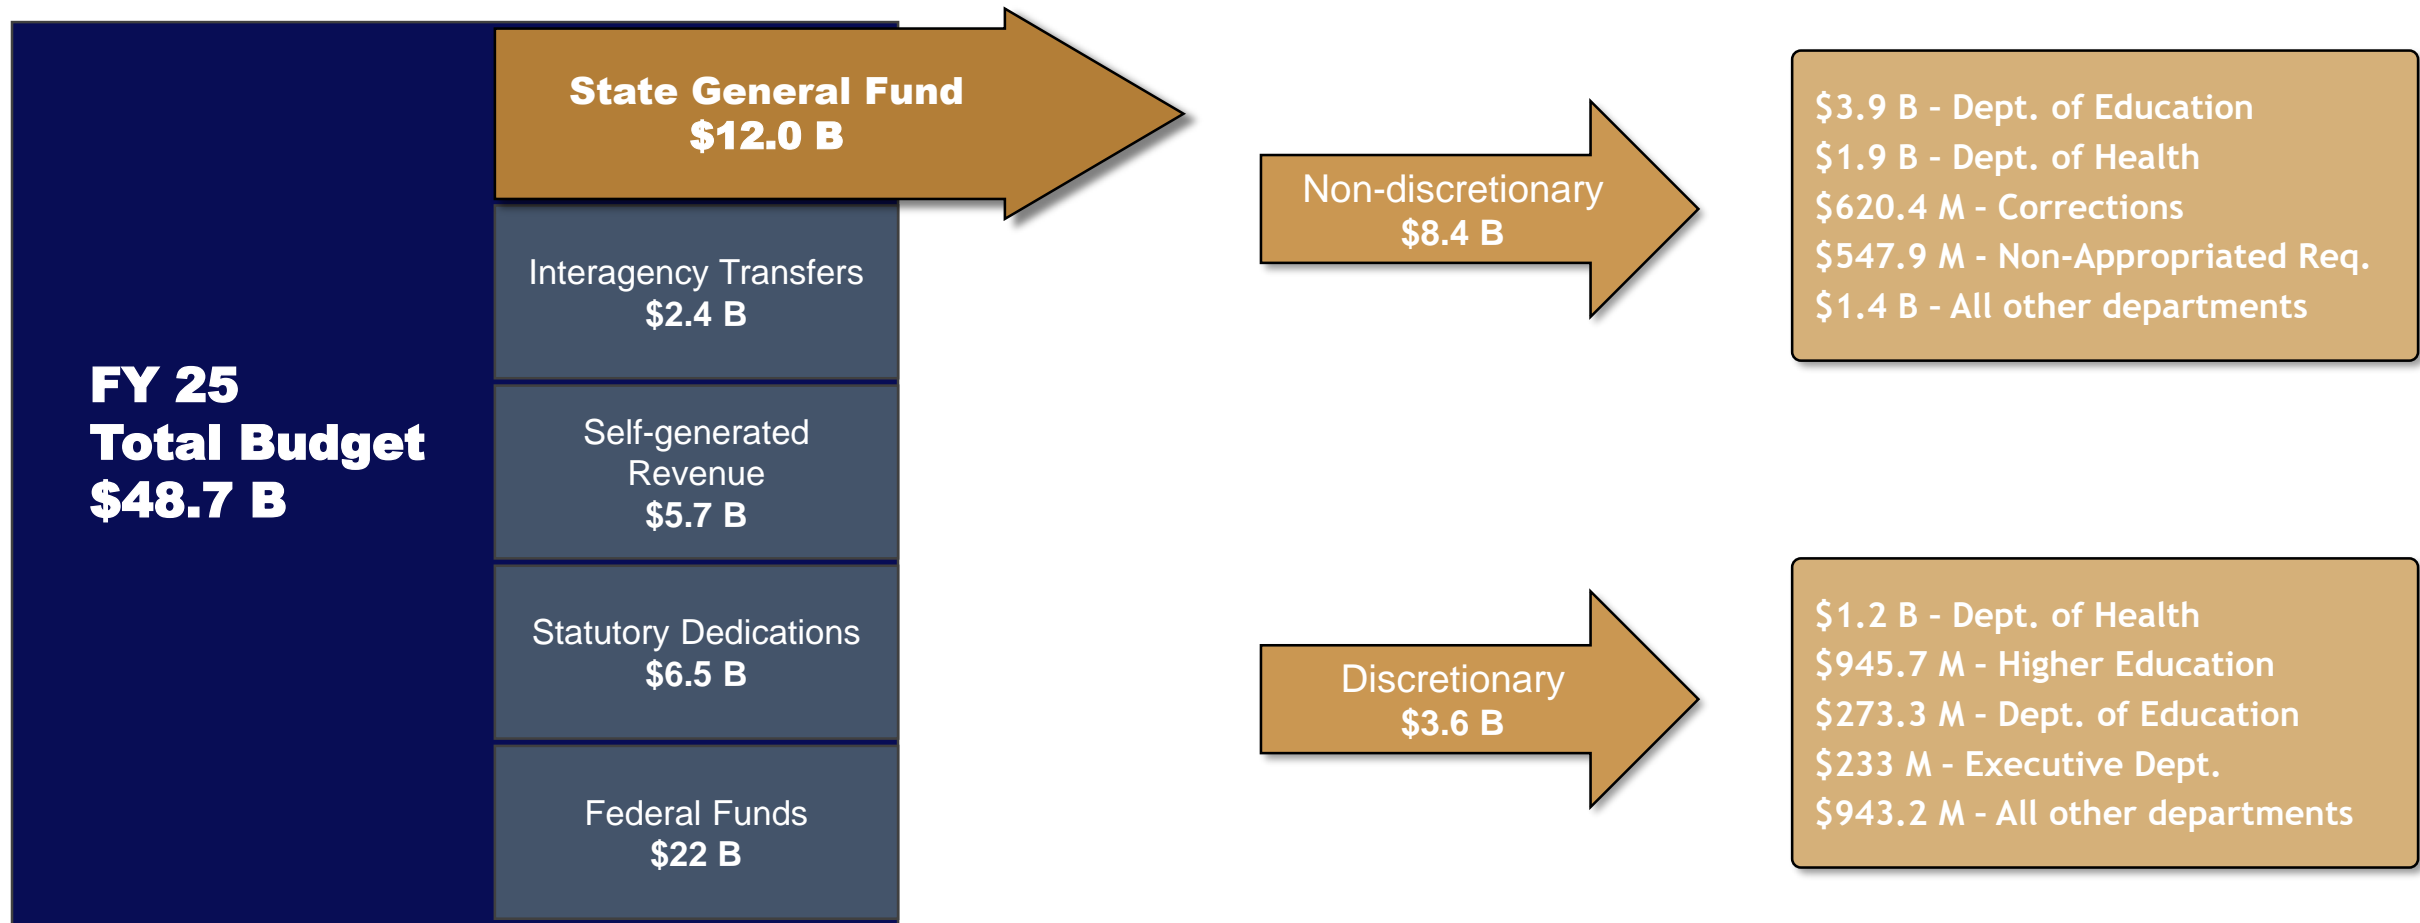 FY 25
Total Budget
$48.7 B
State General Fund
$12.0 B
Interagency Transfers
$2.4 B
Self-generated
Revenue
$5.7 B
Statutory Dedications
$6.5 B
Federal Funds
$22 B
Non-discretionary
$8.4 B
$3.9 B – Dept. of Education
$1.9 B – Dept. of Health
$620.4 M – Corrections
$547.9 M - Non-Appropriated Req.
$1.4 B – All other departments
Discretionary
$3.6 B
$1.2 B – Dept. of Health
$945.7 M – Higher Education
$273.3 M – Dept. of Education
$233 M – Executive Dept.
$943.2 M – All other departments